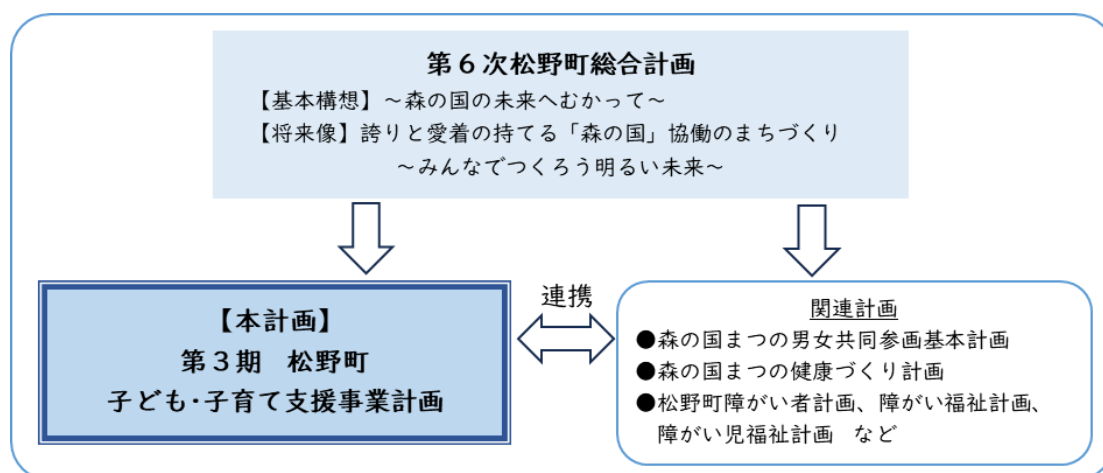 第6次松野町総合計画
【基本構想】~森の国の未来へむかって~
【将来像】誇りと愛着の持てる「森の国」協働のまちづくり
~みんなでつくろう明るい未来~
【本計画】
第3期 松野町
子ども・子育て支援事業計画
連携
関連計画
●森の国まつの男女共同参画基本計画
●森の国まつの健康づくり計画
●松野町障がい者計画、障がい福祉計画、
障がい児福祉計画 など